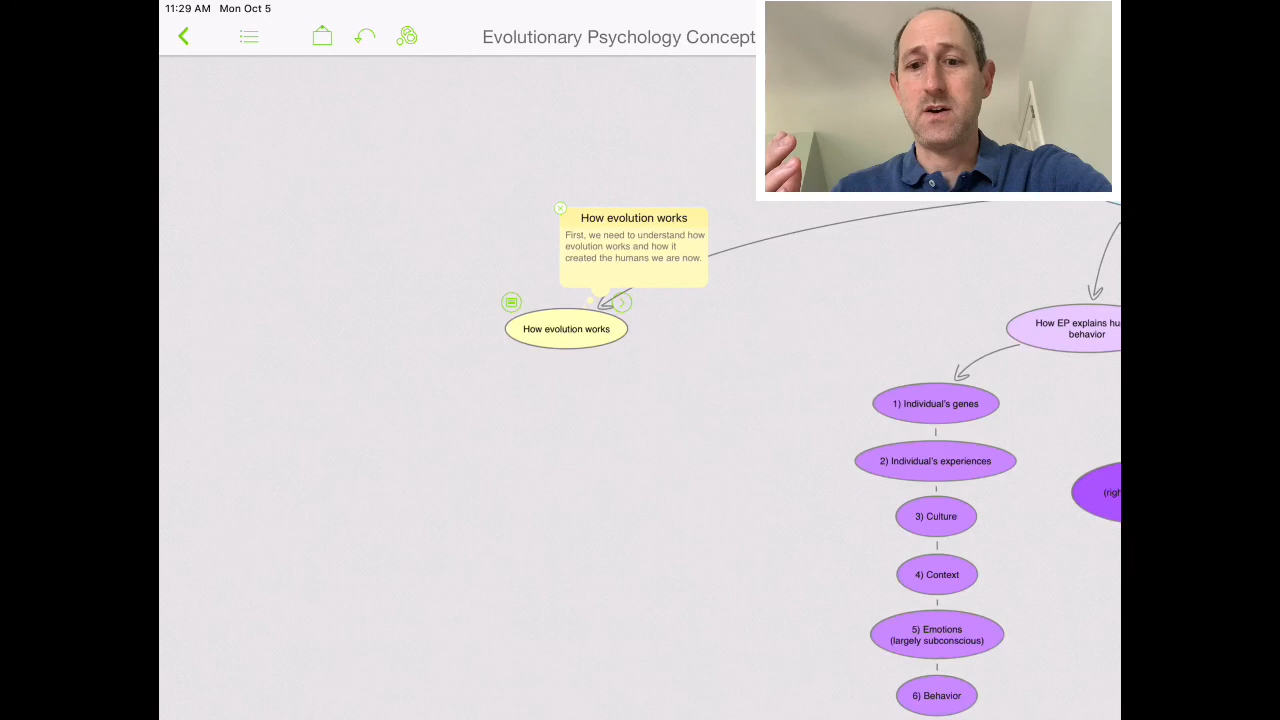 11:29 AM Mon Oct 5
Evolutionary Psychology Concept
How evolution works
First, we need to understand how
evolution works and how it
created the humans we are now.
How evolution works
How EP explains hu
behavior
1) Individual's genes
2) Individual's experiences
3) Culture
(righ
4) Context
5) Emotions
(largely subconscious)
6) Behavior